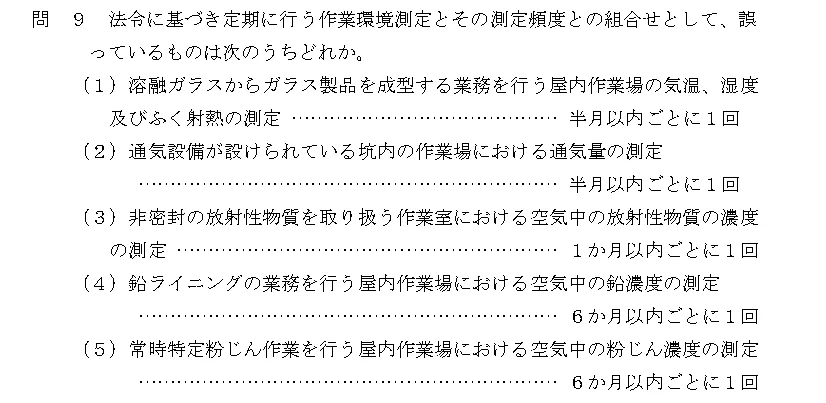 問　９　法令に基づき定期に行う作業環境測定とその測定頻度との組合せとして、誤
っているものは次のうちどれか。
（１）溶融ガラスからガラス製品を成型する業務を行う屋内作業場の気温、湿度
及びふく射熱の測定 …………………………………… 半月以内ごとに１回
（２）通気設備が設けられている坑内の作業場における通気量の測定
………………………………………………………… 半月以内ごとに１回
（３）非密封の放射性物質を取り扱う作業室における空気中の放射性物質の濃度
の測定 …………………………………………………… １か月以内ごとに１回
（４）鉛ライニングの業務を行う屋内作業場における空気中の鉛濃度の測定
………………………………………………………… ６か月以内ごとに１回
（５）常時特定粉じん作業を行う屋内作業場における空気中の粉じん濃度の測定
………………………………………………………… ６か月以内ごとに１回